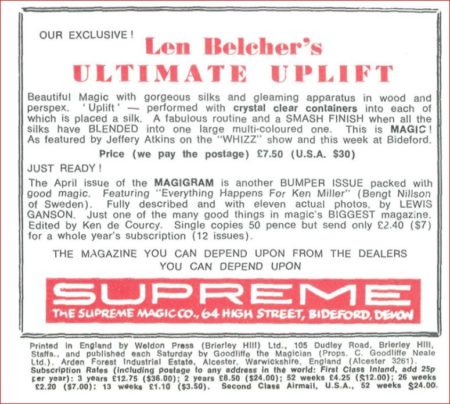 OUR EXCLUSIVE!
Len Belcher's
ULTIMATE UPLIFT
Beautiful Magic with gorgeous silks and gleaming apparatus in wood and
perspex. 'Uplift' — performed with crystal clear containers into each of
which is placed a silk. A fabulous routine and a SMASH FINISH when all the
silks have BLENDED into one large multi-coloured one. This is MAGIC!
As featured by Jeffery Atkins on the "WHIZZ" show and this week at Bideford.
Price (we pay the postage) £7.50 (U.S.A. $30)
JUST READY!
The April issue of the MAGIGRAM is another BUMPER ISSUE packed with
good magic. Featuring "Everything Happens For Ken Miller" (Bengt Nillson
of Sweden). Fully described and with eleven actual photos, by LEWIS
GANSON. Just one of the many good things in magic's BIGGEST magazine.
Edited by Ken de Courcy. Single copies 50 pence but send only £2.40 ($7)
for a whole year's subscription (12 issues).
THE MAGAZINE YOU CAN DEPEND UPON FROM THE DEALERS
YOU CAN DEPEND UPON
SUPREME
THE SUPREME MAGIC CO., 64 HIGH STREET, BIDEFORD, DEVON
Printed in England by Weldon Press (Brierley Hill) Ltd., 105 Dudley Road, Brierley Hill,
Staffs., and published each Saturday by Goodliffe the Magician (Props. C. Goodliffe Neale
Ltd.). Arden Forest Industrial Estate, Alcester, Warwickshire, England (Alcester 3261).
Subscription Rates (including postage to any address in the world: First Class Inland, add 25p
per year): 3 years £12.75 ($36.00); 2 years £8.50 ($24.00); 52 weeks £4.25 ($12.00); 26 weeks
£2.20 ($7.00); 13 weeks £1.10 ($3.50). Second Class Airmail, U.S.A., 52 weeks $24.00.